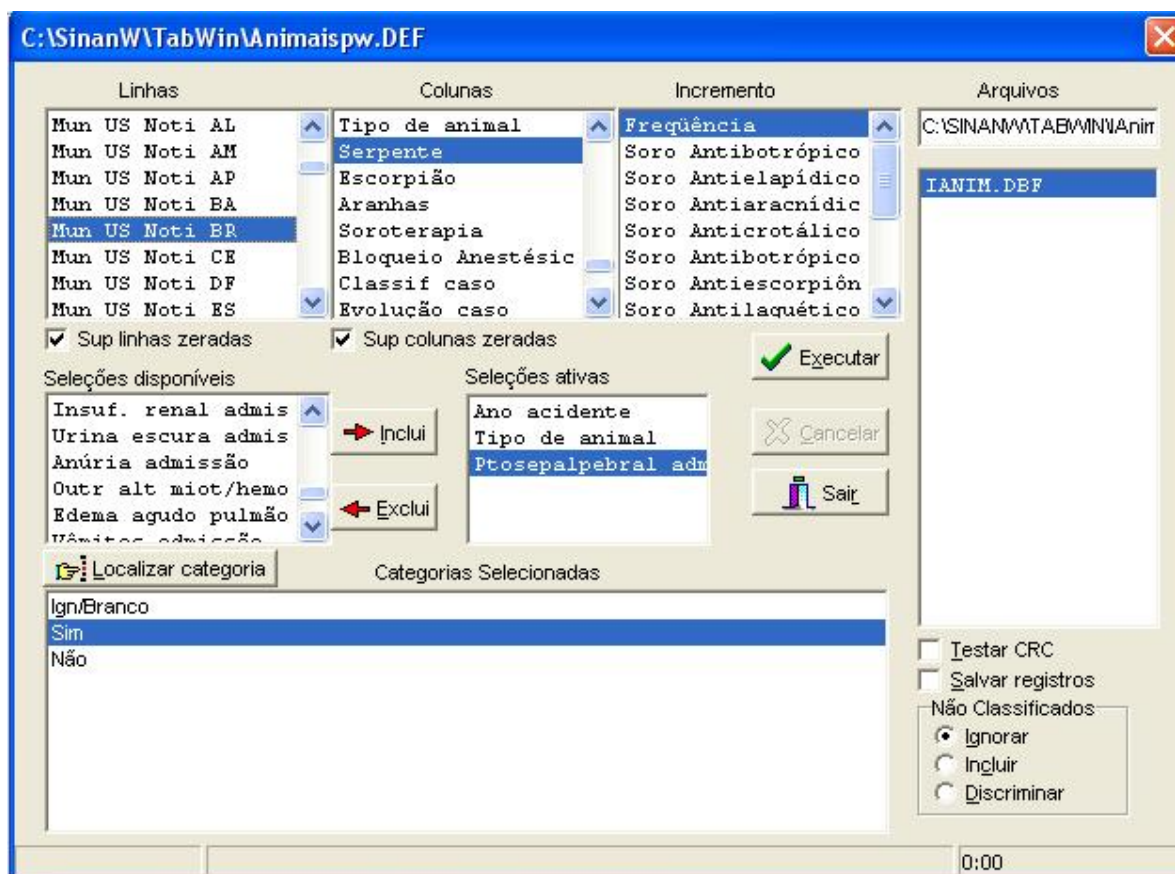 C:\SinanW\TabWin\Animaispw.DEF
Linhas
Mun US Noti AL
Mun US Noti AM
Mun US Noti AP
Mun US Noti BA
Mun US Noti BR
Mun US Noti CE
Mun US Noti DF
Mun US Noti ES
Sup linhas zeradas
Colunas
Tipo de animal
Serpente
Escorpião
Aranhas
Soroterapia
Bloqueio Anestésic
Classif caso
Evolução caso
Sup colunas zeradas
Incremento
Freqüência
Soro Antibotrópico
Soro Antielapídico
Soro Antiaracnídic
Soro Anticrotálico
Soro Antibotrópico
Soro Antiescorpiôn
Soro Antilaquético
Arquivos
C:\SINANW\TABWIN\IAnim
IANIM.DBF
Executar
Cancelar
Sair
Seleções disponíveis
Insuf. renal admis
Urina escura admis
Anúria admissão
Outr alt miot/hemo
Edema agudo pulmão
Vômitos admissão
Inclui
Exclui
Seleções ativas
Ano acidente
Tipo de animal
Ptosepalpebral adm
Localizar categoria
Categorias Selecionadas
Ign/Branco
Sim
Não
Testar CRC
Salvar registros
Não Classificados
Ignorar
Incluir
Discriminar
0:00